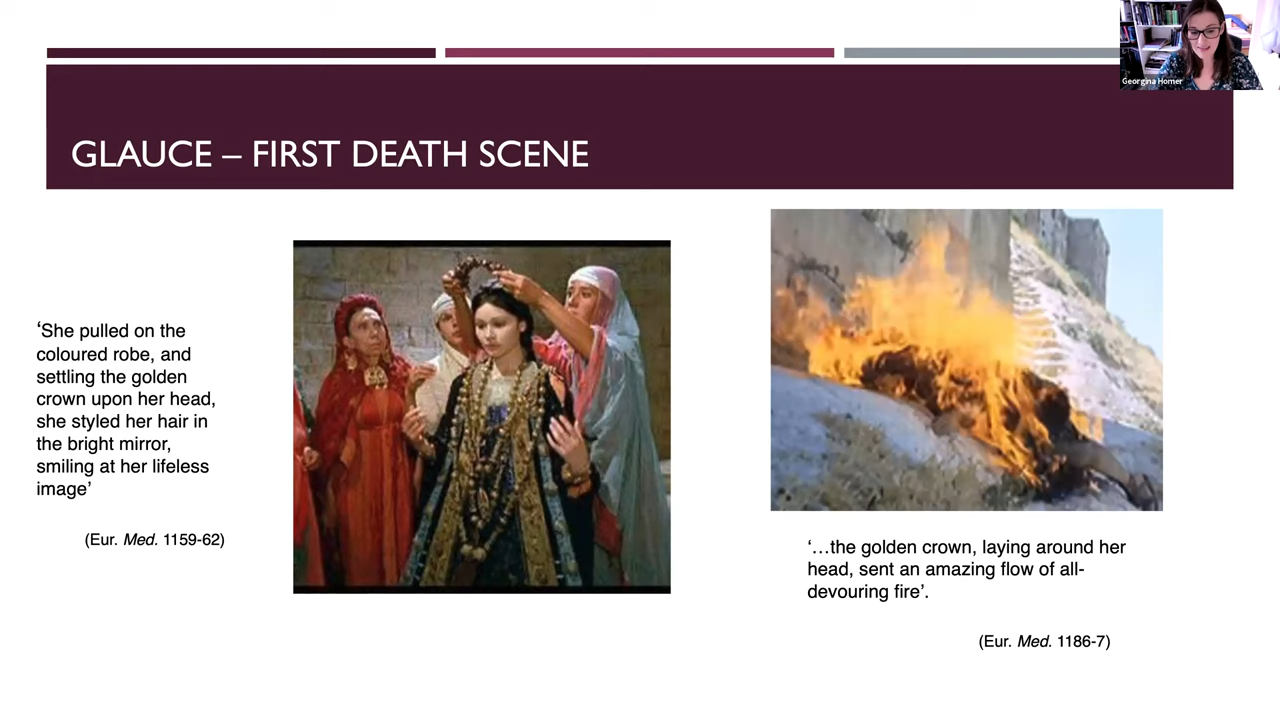 Georgina Homer
GLAUCE – FIRST DEATH SCENE
‘She pulled on the
coloured robe, and
settling the golden
crown upon her head,
she styled her hair in
the bright mirror,
smiling at her lifeless
image’
(Eur. Med. 1159-62)
‘…the golden crown, laying around her
head, sent an amazing flow of all-
devouring fire’.
(Eur. Med. 1186-7)